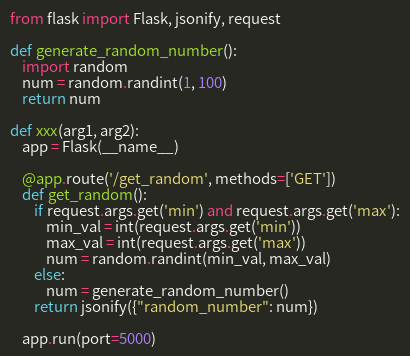 from flask import Flask, jsonify, request

def generate_random_number():
    import random
    num = random.randint(1, 100)
    return num

def xxx(arg1, arg2):
    app = Flask(__name__)

    @app.route('/get_random', methods=['GET'])
    def get_random():
        if request.args.get('min') and request.args.get('max'):
            min_val = int(request.args.get('min'))
            max_val = int(request.args.get('max'))
            num = random.randint(min_val, max_val)
        else:
            num = generate_random_number()
        return jsonify({"random_number": num})

    app.run(port=5000)